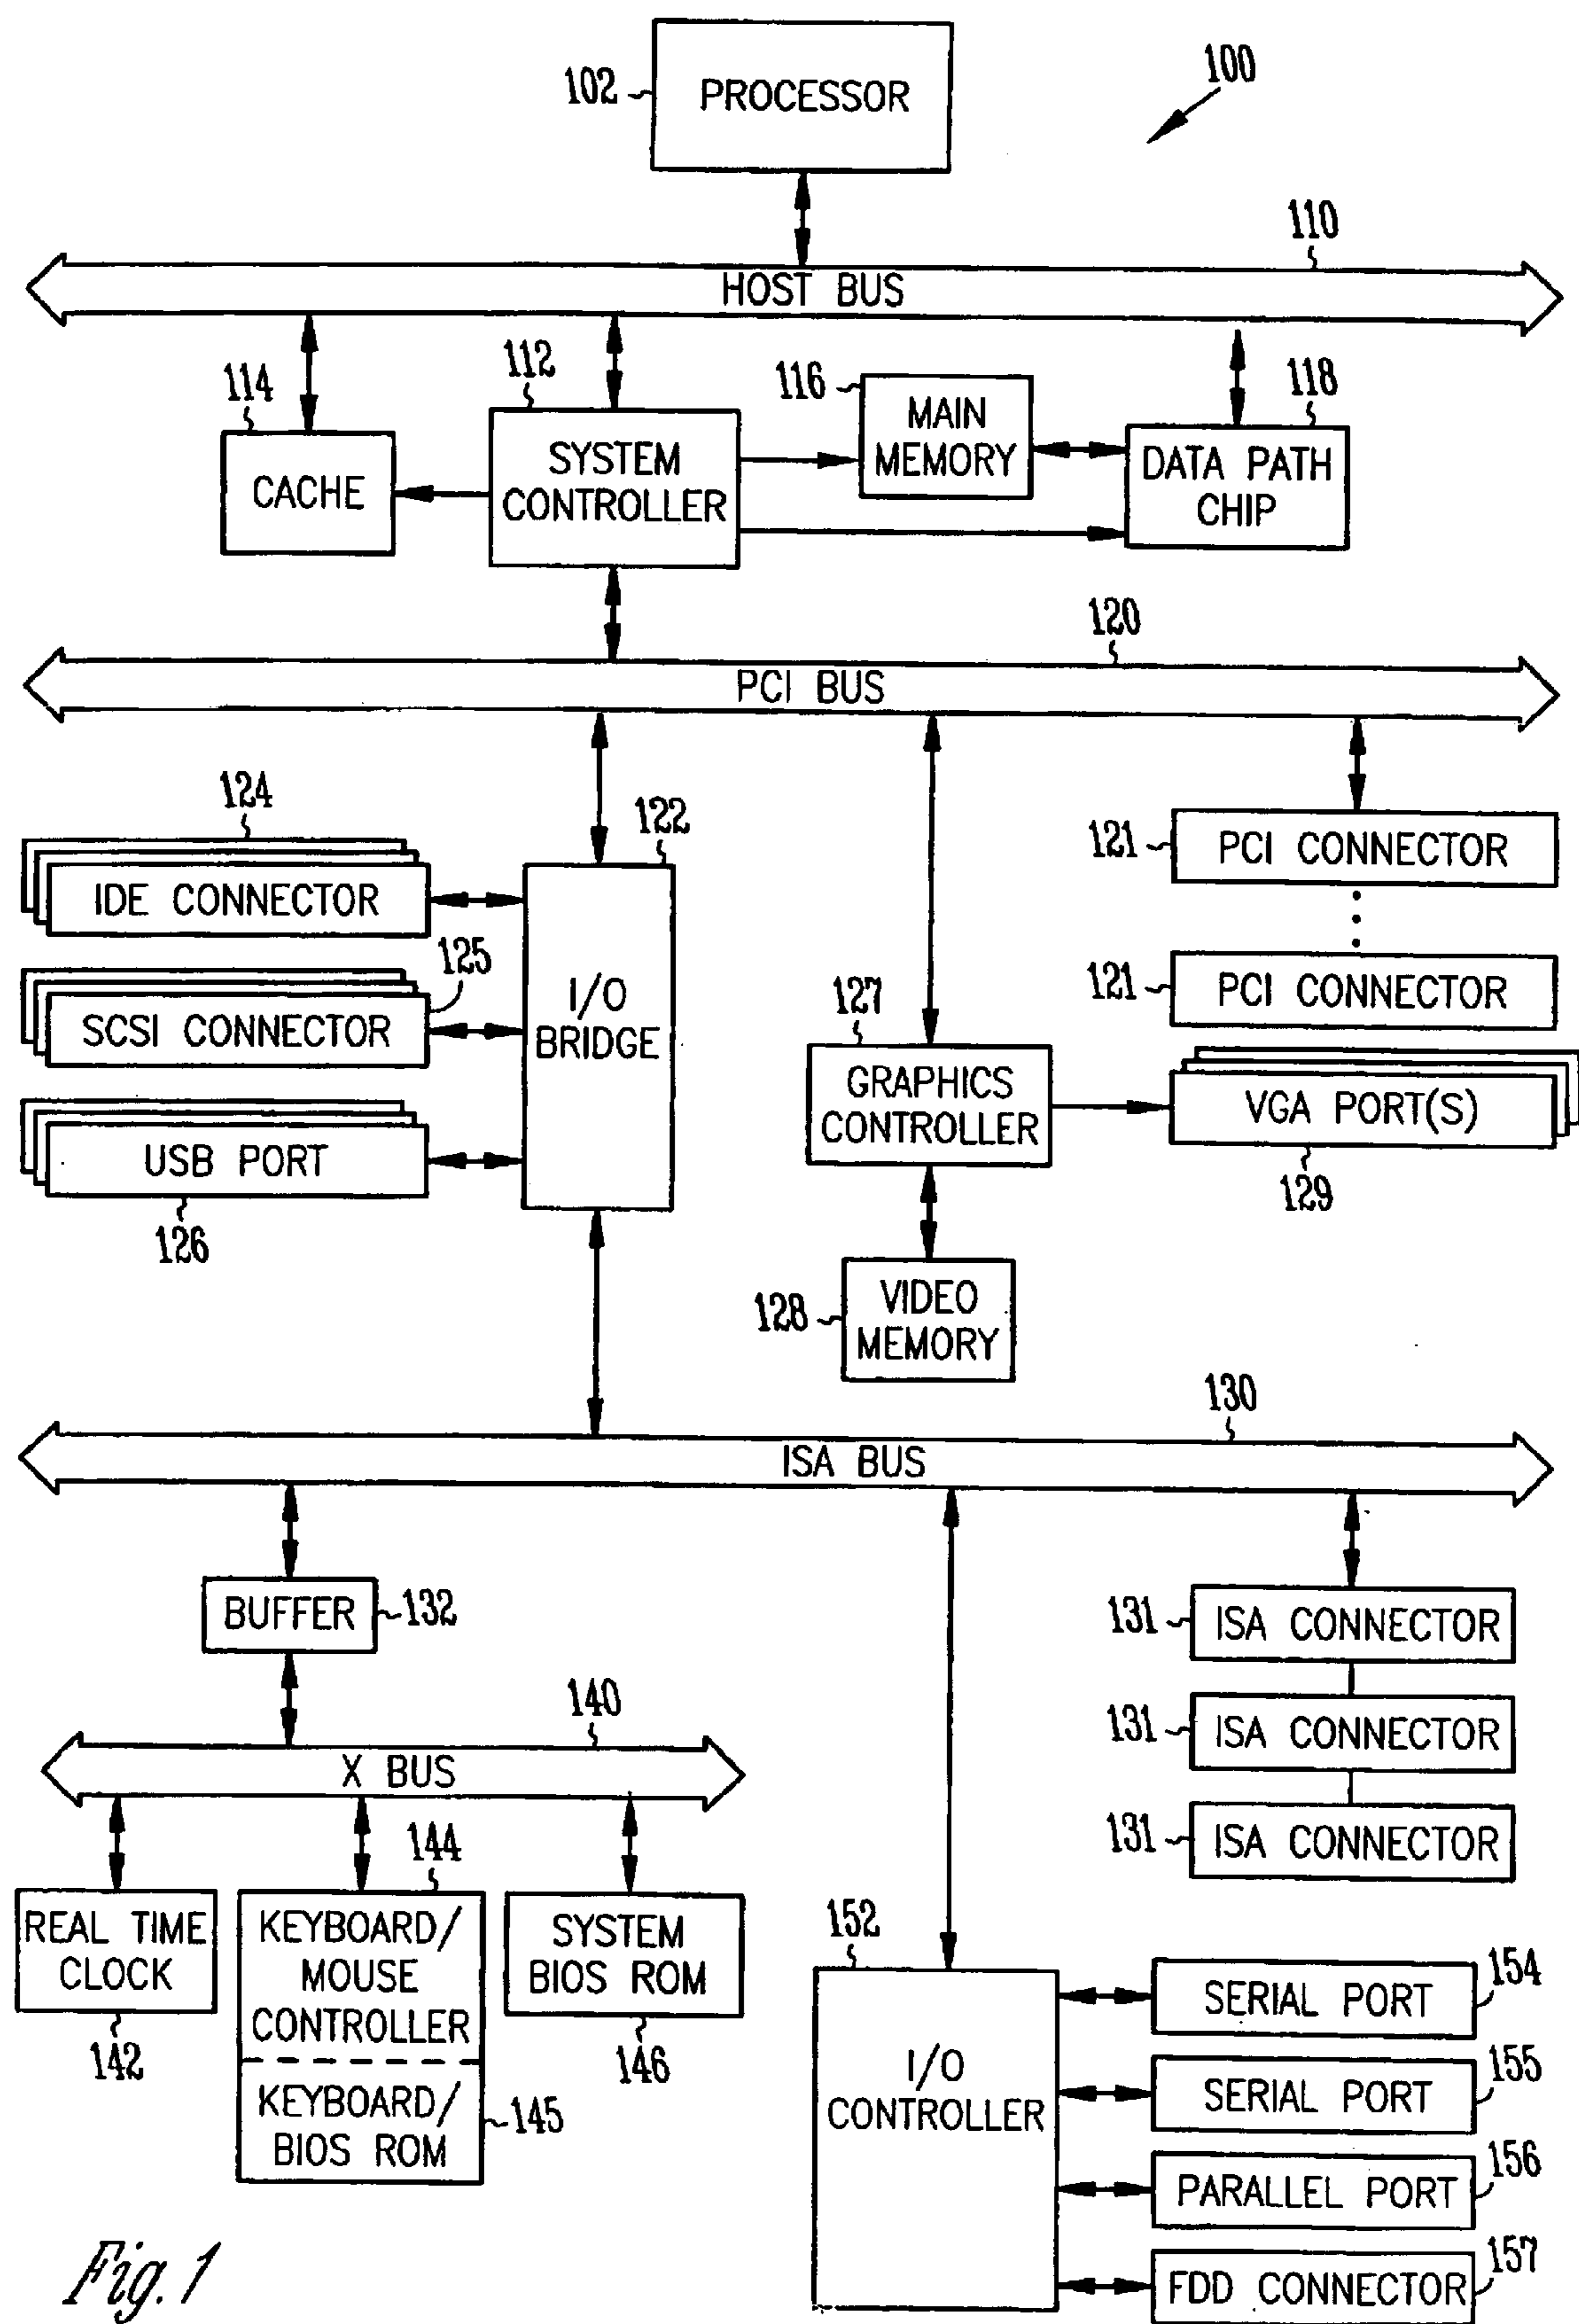 100
102
PROCESSOR
110
HOST BUS
114
CACHE
112
SYSTEM
CONTROLLER
116
MAIN
MEMORY
118
DATA PATH
CHIP
120
PCI BUS
124
IDE CONNECTOR
125
SCSI CONNECTOR
USB PORT
126
122
I/O
BRIDGE
127
GRAPHICS
CONTROLLER
128
VIDEO
MEMORY
121
PCI CONNECTOR
121
PCI CONNECTOR
VGA PORT(S)
129
130
ISA BUS
BUFFER
132
131
ISA CONNECTOR
131
ISA CONNECTOR
131
ISA CONNECTOR
140
X BUS
REAL TIME
CLOCK
142
144
KEYBOARD/
MOUSE
CONTROLLER
KEYBOARD/
BIOS ROM
145
SYSTEM
BIOS ROM
146
152
I/O
CONTROLLER
SERIAL PORT
154
SERIAL PORT
155
PARALLEL PORT
156
FDD CONNECTOR
157
Fig. 1